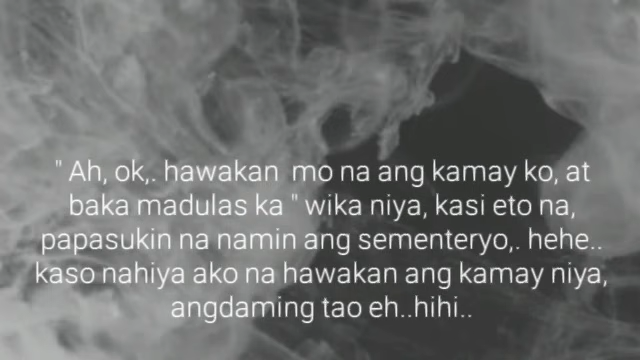 " Ah, ok,. hawakan  mo na ang kamay ko, at
baka madulas ka " wika niya, kasi eto na,
papasukin na namin ang sementeryo,. hehe..
kaso nahiya ako na hawakan ang kamay niya,
angdaming tao eh..hihi..